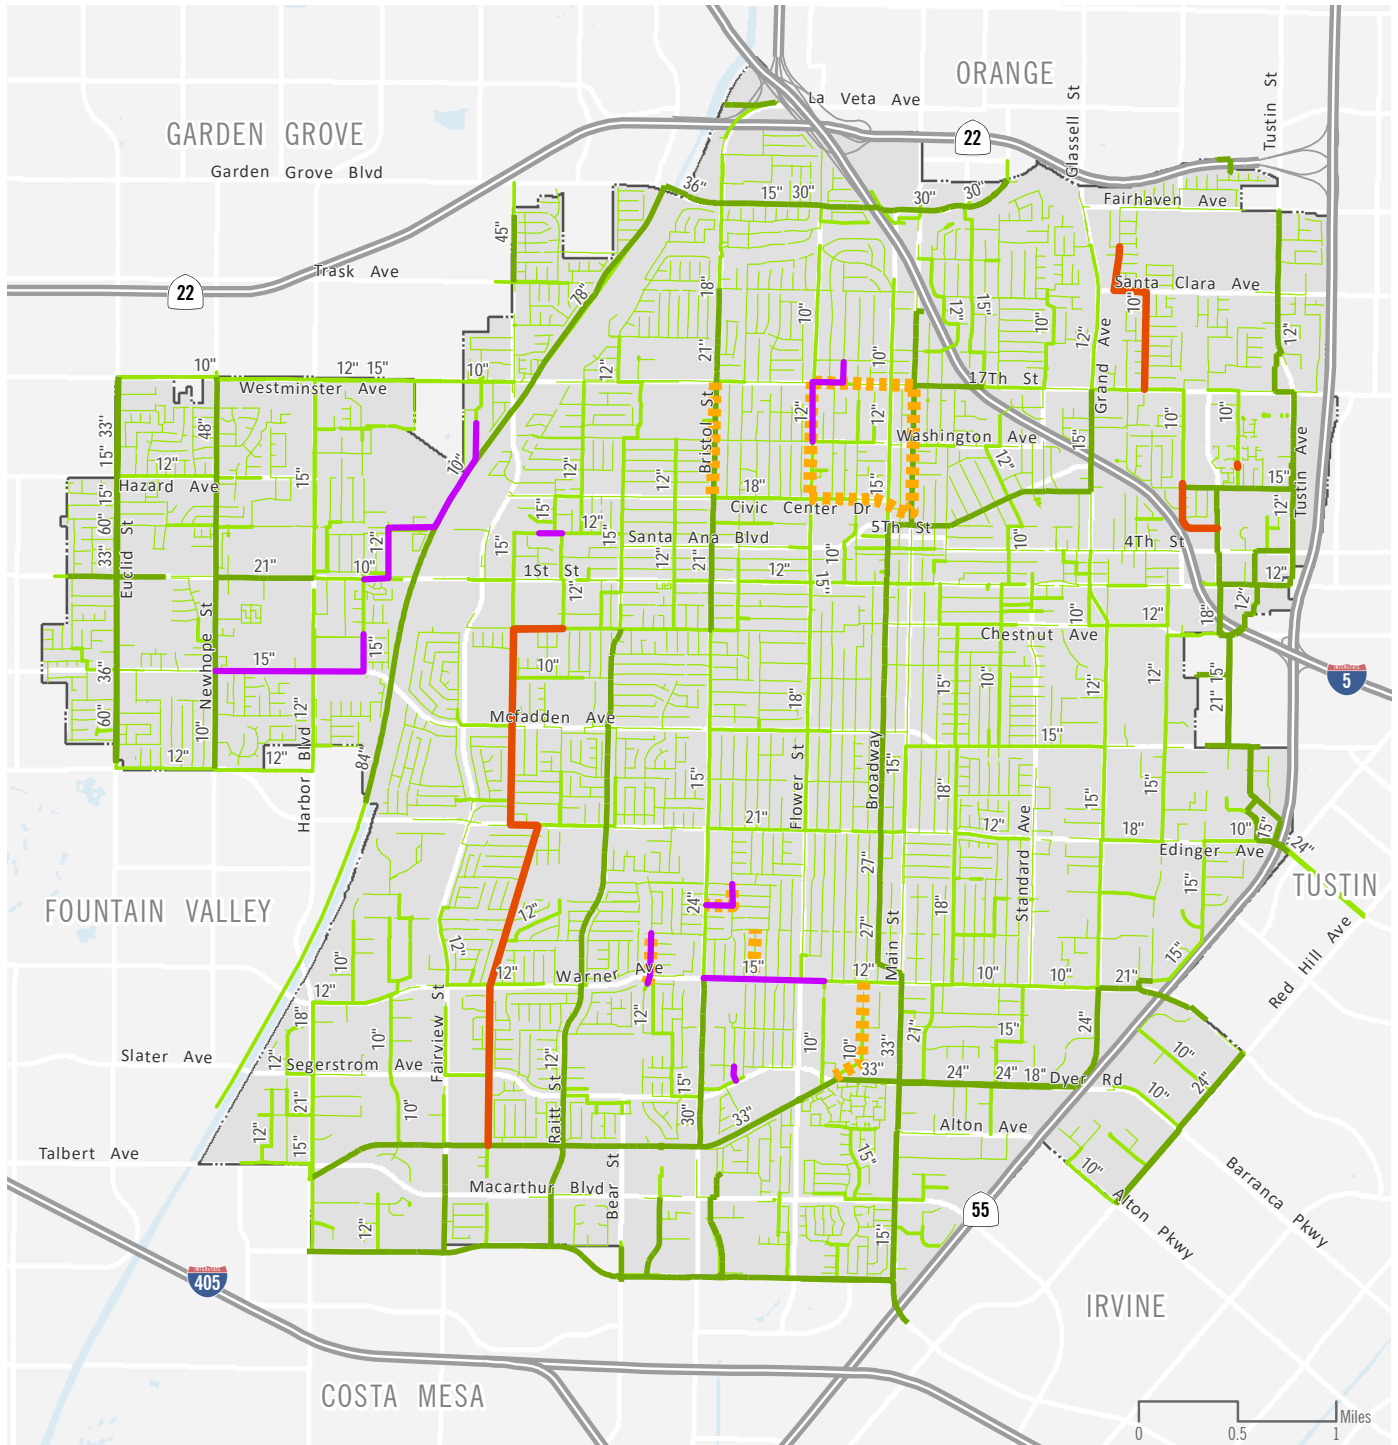 ORANGE
La Veta Ave
Glassell St
Tustin St
GARDEN GROVE
22
Garden Grove Blvd
36"
15"
30"
30"
30"
Fairhaven Ave
45"
Trask Ave
22
78"
18"
10"
12"
15"
10"
12"
Grand Ave
Santa Clara Ave
10"
12"
21"
10"
12"
10"
12" 15"
10"
Westminster Ave
17Th St
33"
15"
48"
Bristol St
12"
12"
15"
10"
10"
Washington Ave
12"
Tustin Ave
12"
Hazard Ave
15"
10"
12"
12"
18"
15"
15"
12"
15"
60"
33"
Euclid St
Civic Center Dr
15"
12"
15"
Santa Ana Blvd
5Th St
4Th St
12"
10"
15"
1St St
12"
21"
12"
10"
15"
10"
12"
21"
12"
10"
12"
12"
18"
Chestnut Ave
Newhope St
15"
15"
36"
60"
10"
12"
12"
12"
Harbor Blvd
84"
10"
Mcfadden Ave
18"
15"
10"
12"
12"
15"
21"
5
15"
15"
Flower St
Broadway
15"
18"
15"
15"
21"
12"
18"
10"
15"
24"
Edinger Ave
Standard Ave
TUSTIN
FOUNTAIN VALLEY
27"
24"
12"
18"
15"
27"
Main St
12"
10"
12"
Warner Ave
15"
12"
10"
10"
21"
15"
Red Hill Ave
12"
18"
Fairview St
12"
10"
10"
10"
33"
21"
15"
24"
10"
Slater Ave
12"
Segerstrom Ave
12"
15"
33"
24"
24"
18"
Dyer Rd
10"
24"
21"
10"
Raitt St
30"
33"
12"
15"
Alton Ave
15"
Talbert Ave
10"
Barranca Pkwy
Macarthur Blvd
Bear St
Alton Pkwy
55
12"
15"
405
IRVINE
COSTA MESA
Miles
0
0.5
1